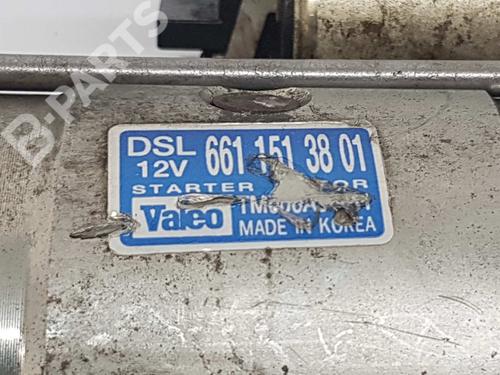 B-PARTS
DSL 661 151 38 01
12V
STARTER
Valeo
MADE IN KOREA